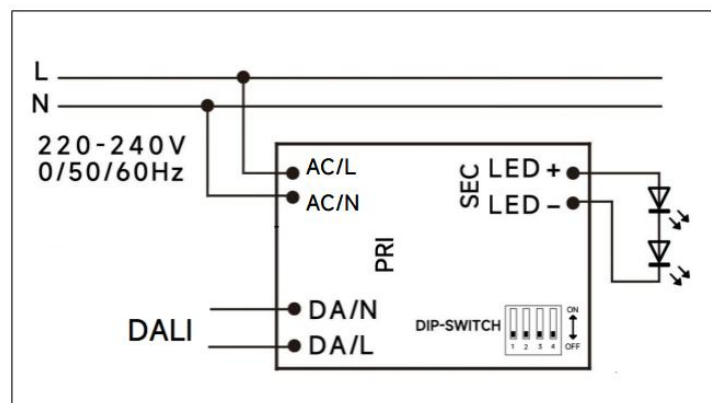 L
N
220-240V
0/50/60Hz
AC/L
AC/N
PRI
SEC
LED +
LED –
DALI
DA/N
DA/L
DIP-SWITCH
ON
OFF
1 2 3 4